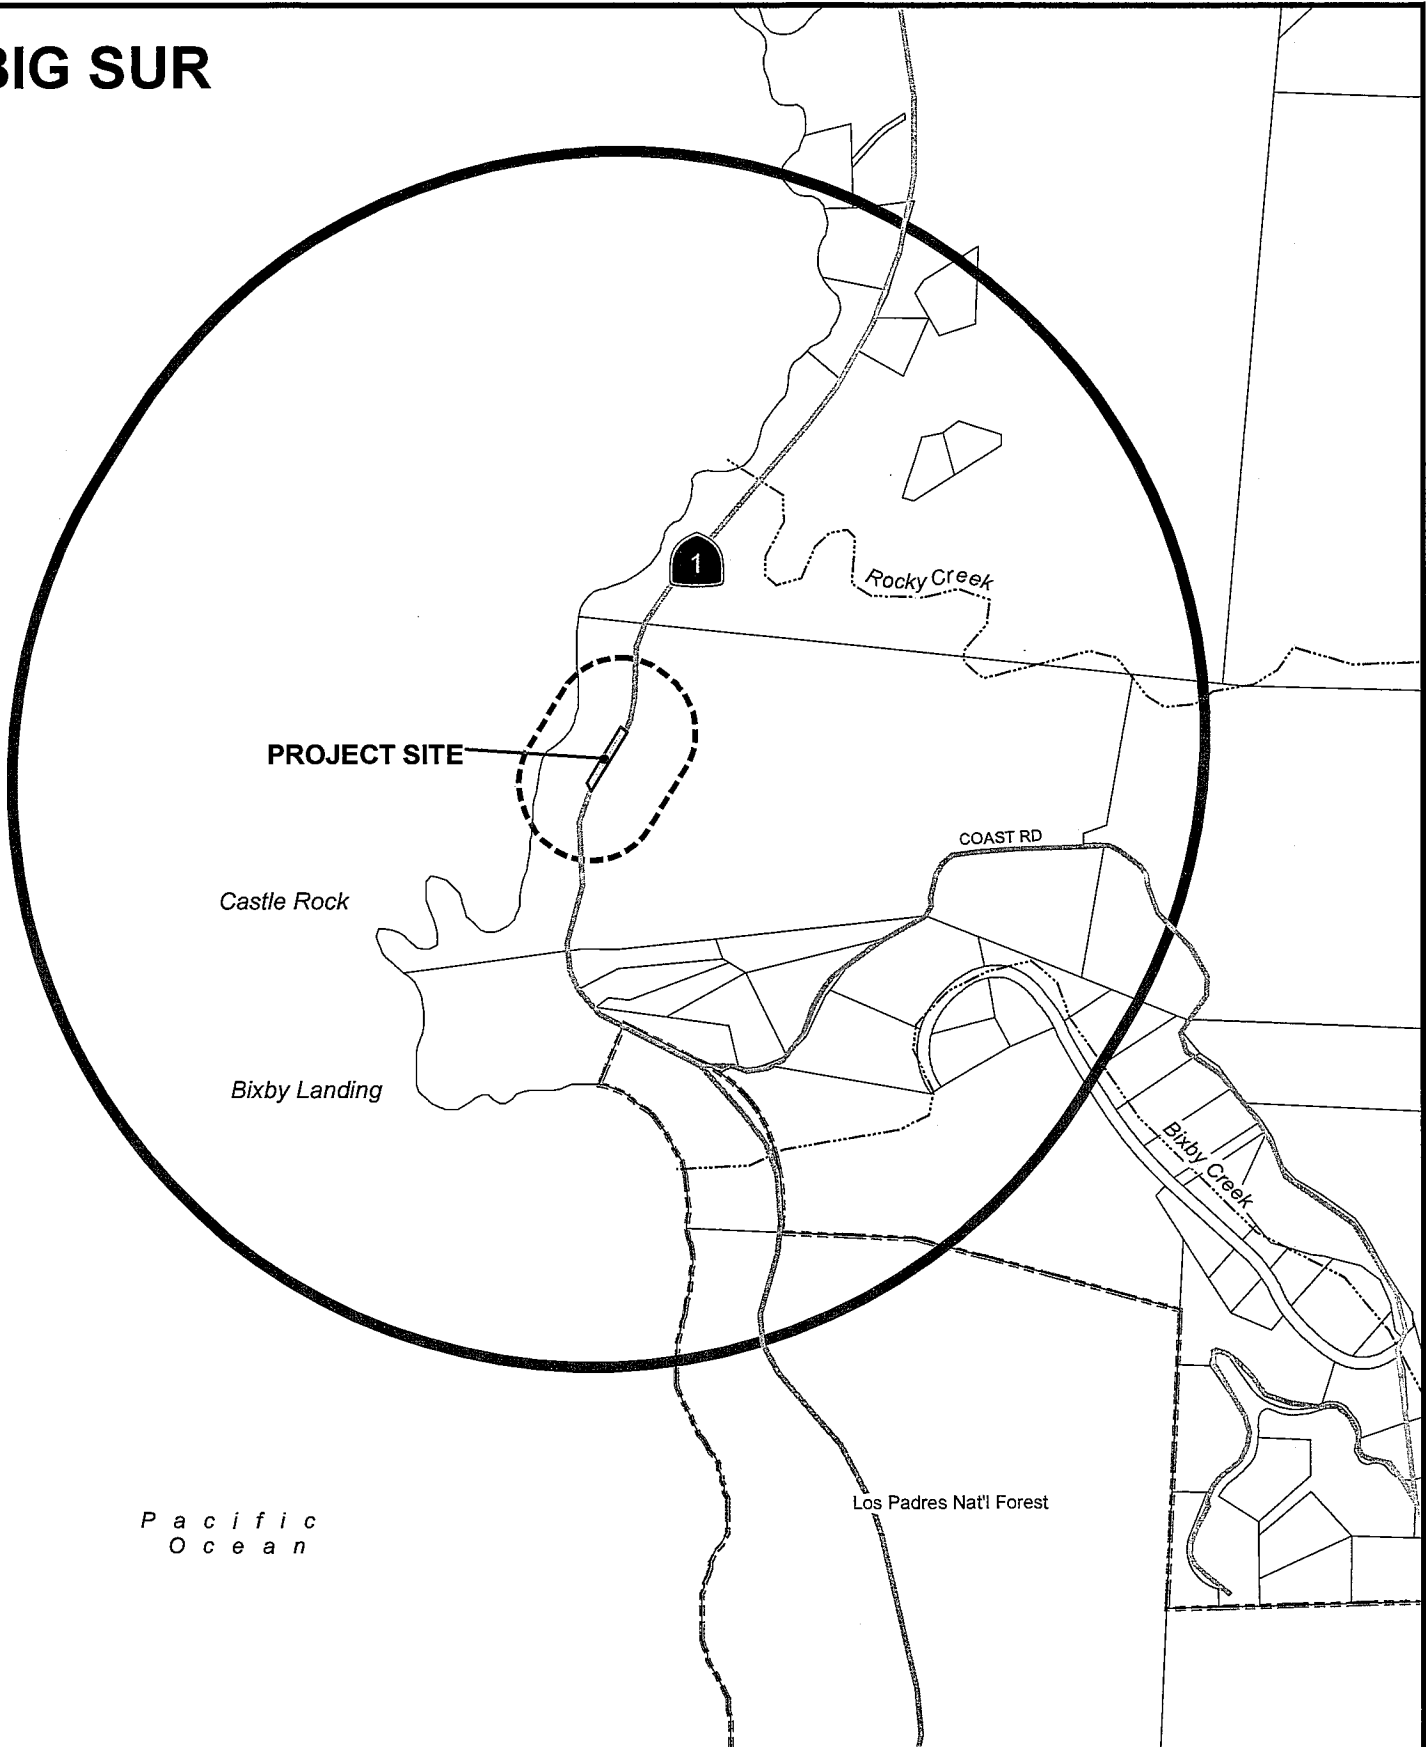 BIG SUR
1
Rocky Creek
PROJECT SITE
COAST RD
Castle Rock
Bixby Landing
Bixby Creek
Los Padres Nat'l Forest
Pacific
Ocean